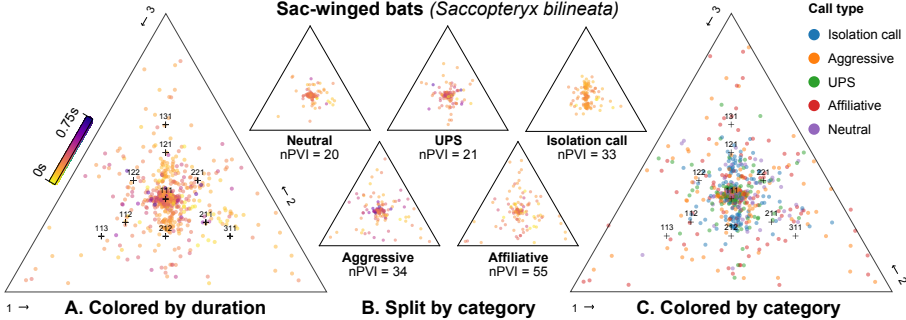 Sac-winged bats (Saccopteryx bilineata)
← 3
0.75s
0s
131
121
122
221
111
112
211
113
212
311
← 2
1 →
A. Colored by duration
Neutral
nPVI = 20
UPS
nPVI = 21
Isolation call
nPVI = 33
Aggressive
nPVI = 34
Affiliative
nPVI = 55
B. Split by category
← 3
Call type
Isolation call
Aggressive
UPS
Affiliative
Neutral
131
121
122
221
111
112
211
113
212
311
← 2
1 →
C. Colored by category